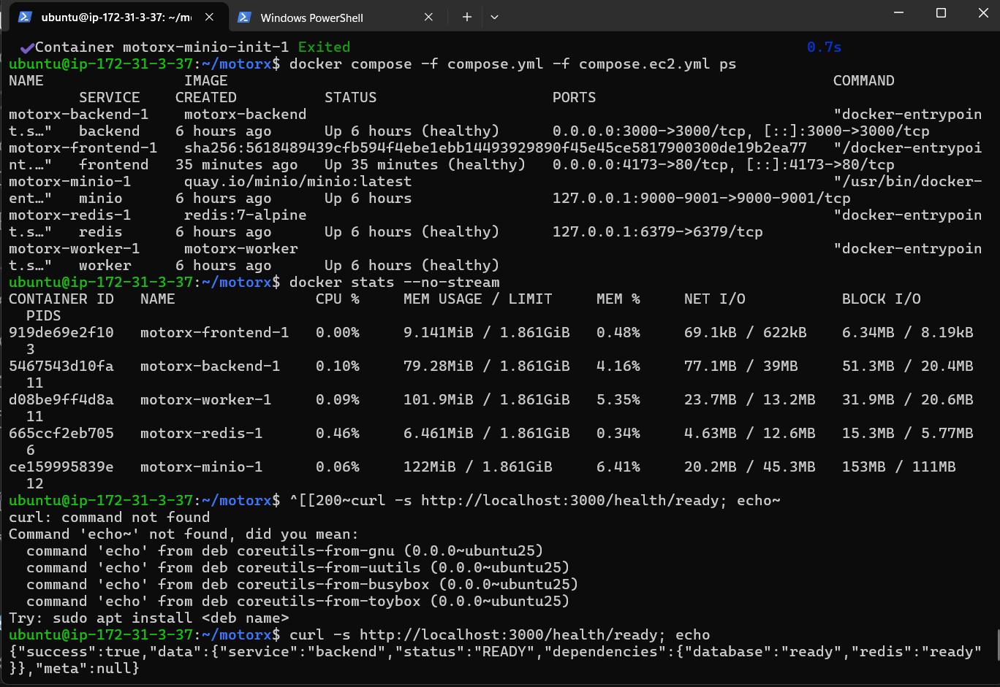 ubuntu@ip-172-31-3-37: ~/mo
Windows PowerShell
Container motorx-minio-init-1 Exited 0.7s
ubuntu@ip-172-31-3-37:~/motorx$ docker compose -f compose.yml -f compose.ec2.yml ps
NAME IMAGE COMMAND
SERVICE CREATED STATUS PORTS
motorx-backend-1 motorx-backend "docker-entrypoin
t.s…" backend 6 hours ago Up 6 hours (healthy) 0.0.0.0:3000->3000/tcp, [::]:3000->3000/tcp
motorx-frontend-1 sha256:5618489439cfb594f4ebe1ebb14493929890f45e45ce5817900300de19b2ea77 "/docker-entrypoi
nt.…" frontend 35 minutes ago Up 35 minutes (healthy) 0.0.0.0:4173->80/tcp, [::]:4173->80/tcp
motorx-minio-1 quay.io/minio/minio:latest "/usr/bin/docker-
ent…" minio 6 hours ago Up 6 hours 127.0.0.1:9000-9001->9000-9001/tcp
motorx-redis-1 redis:7-alpine "docker-entrypoin
t.s…" redis 6 hours ago Up 6 hours (healthy) 127.0.0.1:6379->6379/tcp
motorx-worker-1 motorx-worker "docker-entrypoin
t.s…" worker 6 hours ago Up 6 hours (healthy)
ubuntu@ip-172-31-3-37:~/motorx$ docker stats --no-stream
CONTAINER ID NAME CPU % MEM USAGE / LIMIT MEM % NET I/O BLOCK I/O
PIDS
919de69e2f10 motorx-frontend-1 0.00% 9.141MiB / 1.861GiB 0.48% 69.1kB / 622kB 6.34MB / 8.19kB
3
5467543d10fa motorx-backend-1 0.10% 79.28MiB / 1.861GiB 4.16% 77.1MB / 39MB 51.3MB / 20.4MB
11
d08be9ff4d8a motorx-worker-1 0.09% 101.9MiB / 1.861GiB 5.35% 23.7MB / 13.2MB 31.9MB / 20.6MB
11
665ccf2eb705 motorx-redis-1 0.46% 6.461MiB / 1.861GiB 0.34% 4.63MB / 12.6MB 15.3MB / 5.77MB
6
ce159995839e motorx-minio-1 0.06% 122MiB / 1.861GiB 6.41% 20.2MB / 45.3MB 153MB / 111MB
12
ubuntu@ip-172-31-3-37:~/motorx$ ^[[200~curl -s http://localhost:3000/health/ready; echo~
curl: command not found
Command 'echo~' not found, did you mean:
command 'echo' from deb coreutils-from-gnu (0.0.0~ubuntu25)
command 'echo' from deb coreutils-from-uutils (0.0.0~ubuntu25)
command 'echo' from deb coreutils-from-busybox (0.0.0~ubuntu25)
command 'echo' from deb coreutils-from-toybox (0.0.0~ubuntu25)
Try: sudo apt install <deb name>
ubuntu@ip-172-31-3-37:~/motorx$ curl -s http://localhost:3000/health/ready; echo
{"success":true,"data":{"service":"backend","status":"READY","dependencies":{"database":"ready","redis":"ready"
}},"meta":null}